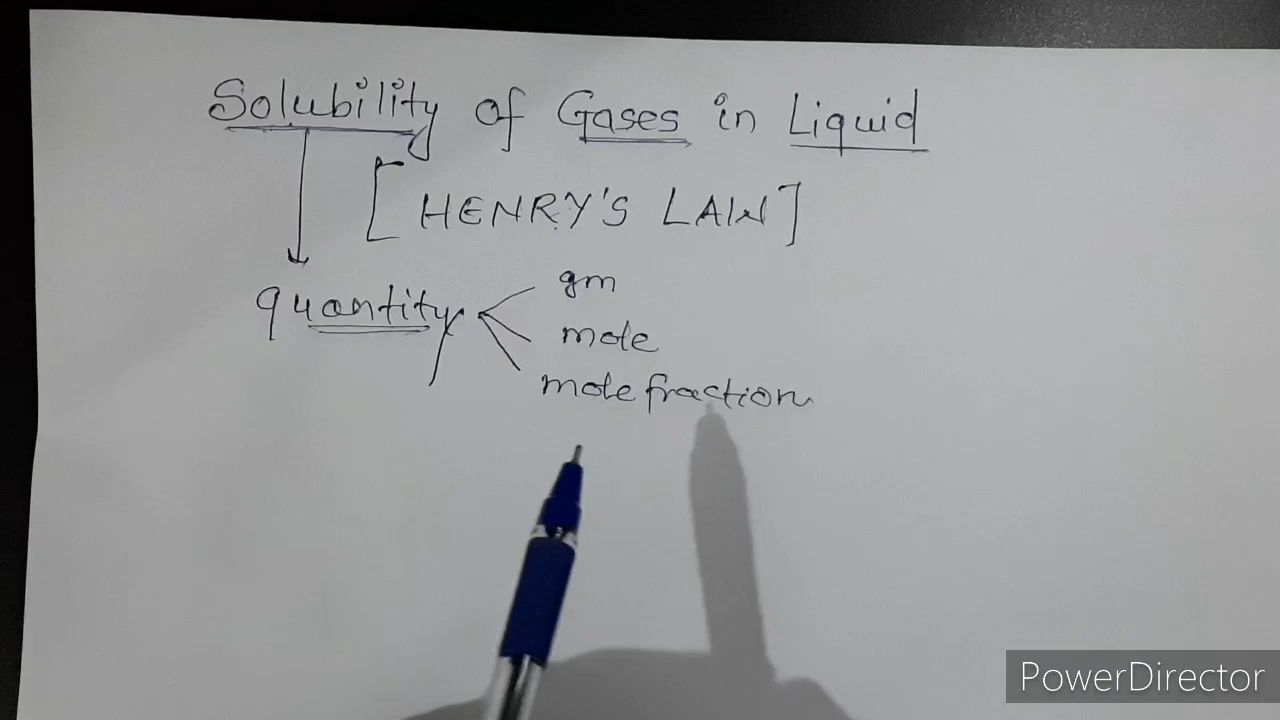 Solubility of Gases in Liquid
[HENRY'S LAW]
quantity
gm
mole
mole fraction
PowerDirector